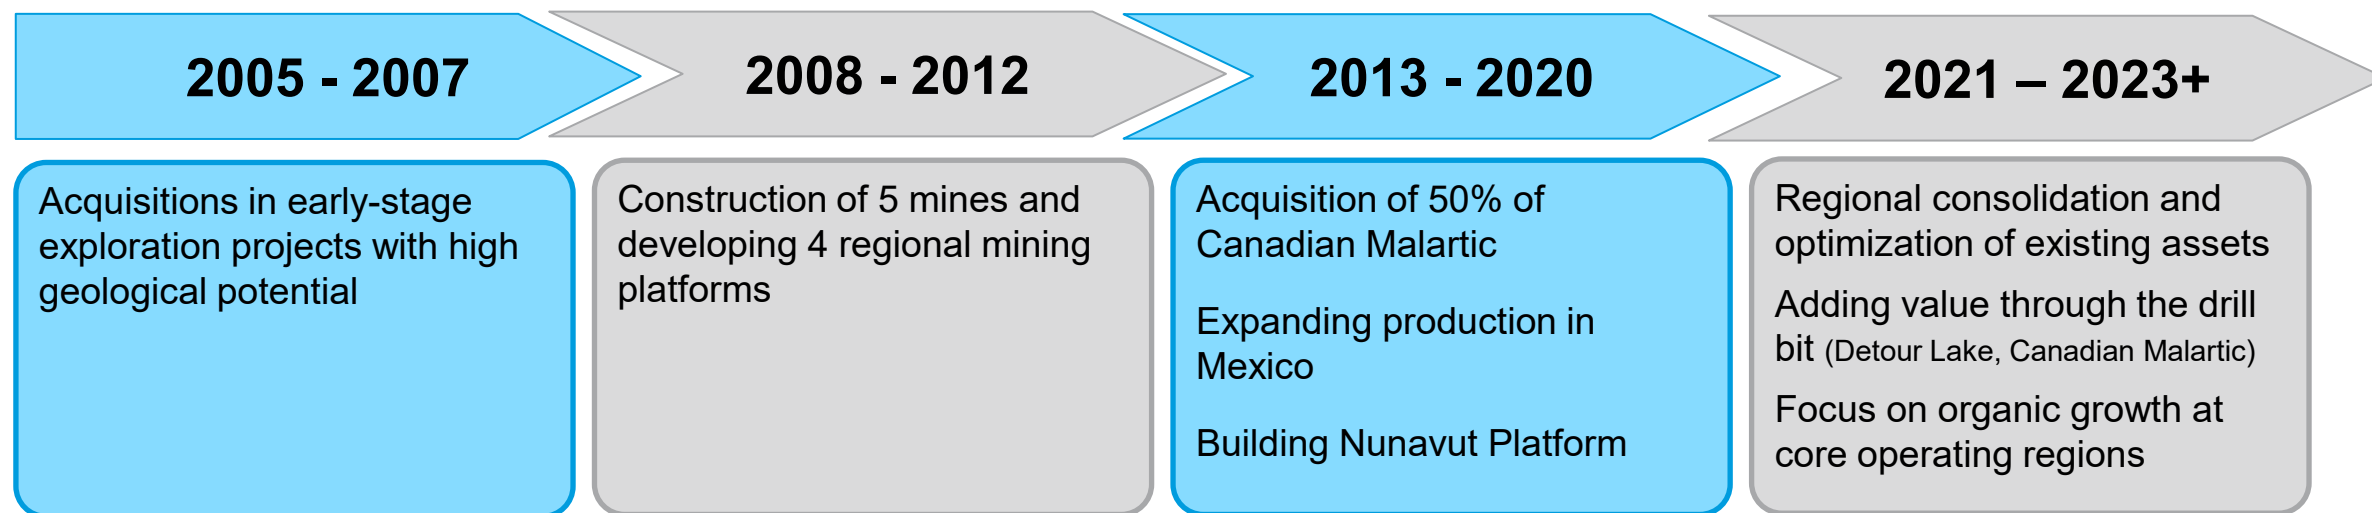 2005 - 2007
2008 - 2012
2013 - 2020
2021 – 2023+
Acquisitions in early-stage
exploration projects with high
geological potential
Construction of 5 mines and
developing 4 regional mining
platforms
Acquisition of 50% of
Canadian Malartic
Expanding production in
Mexico
Building Nunavut Platform
Regional consolidation and
optimization of existing assets
Adding value through the drill
bit (Detour Lake, Canadian Malartic)
Focus on organic growth at
core operating regions